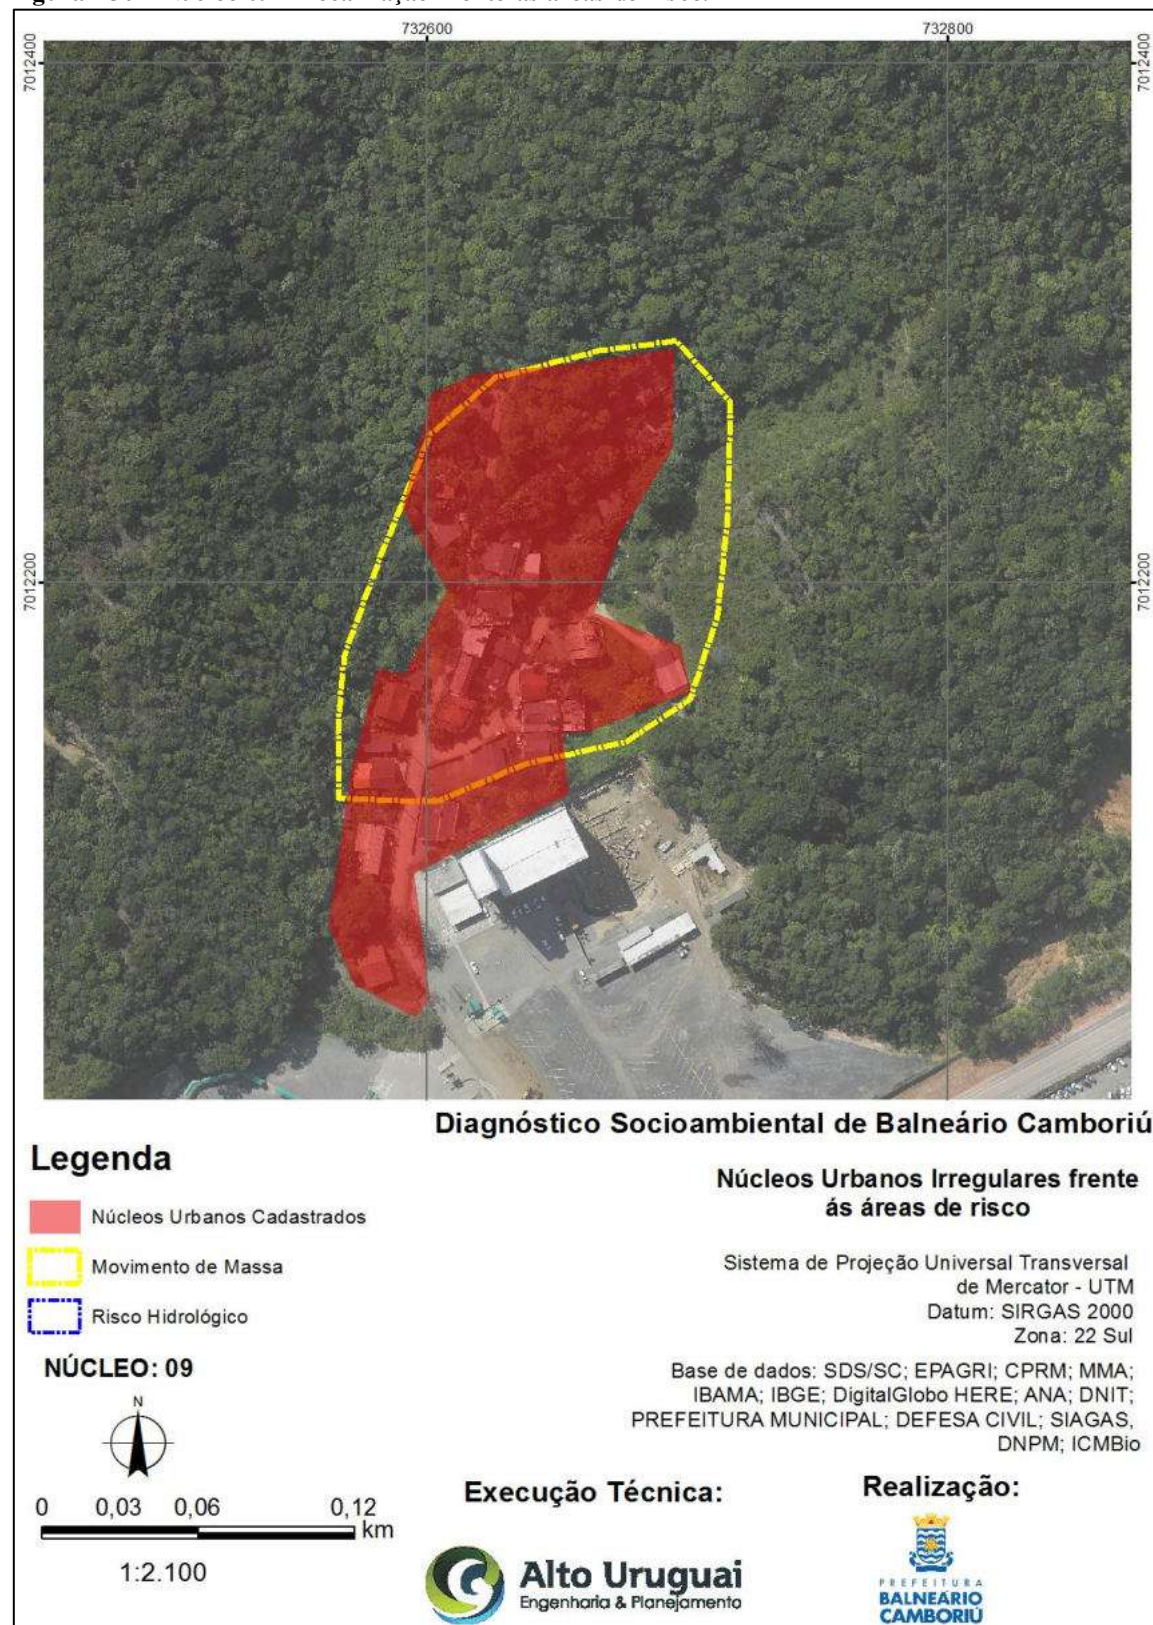 732600
732800
7012400
7012400
7012200
7012200
Diagnóstico Socioambiental de Balneário Camboriú
Legenda
Núcleos Urbanos Cadastrados
Movimento de Massa
Risco Hidrológico
NÚCLEO: 09
N
0 0,03 0,06 0,12
km
1:2.100
Núcleos Urbanos Irregulares frente
ás áreas de risco
Sistema de Projeção Universal Transversal
de Mercator - UTM
Datum: SIRGAS 2000
Zona: 22 Sul
Base de dados: SDS/SC; EPAGRI; CPRM; MMA;
IBAMA; IBGE; DigitalGlobo HERE; ANA; DNIT;
PREFEITURA MUNICIPAL; DEFESA CIVIL; SIAGAS,
DNPM; ICMBio
Execução Técnica:
Alto Uruguai
Engenharia & Planejamento
Realização:
PREFEITURA
BALNEÁRIO
CAMBORIÚ